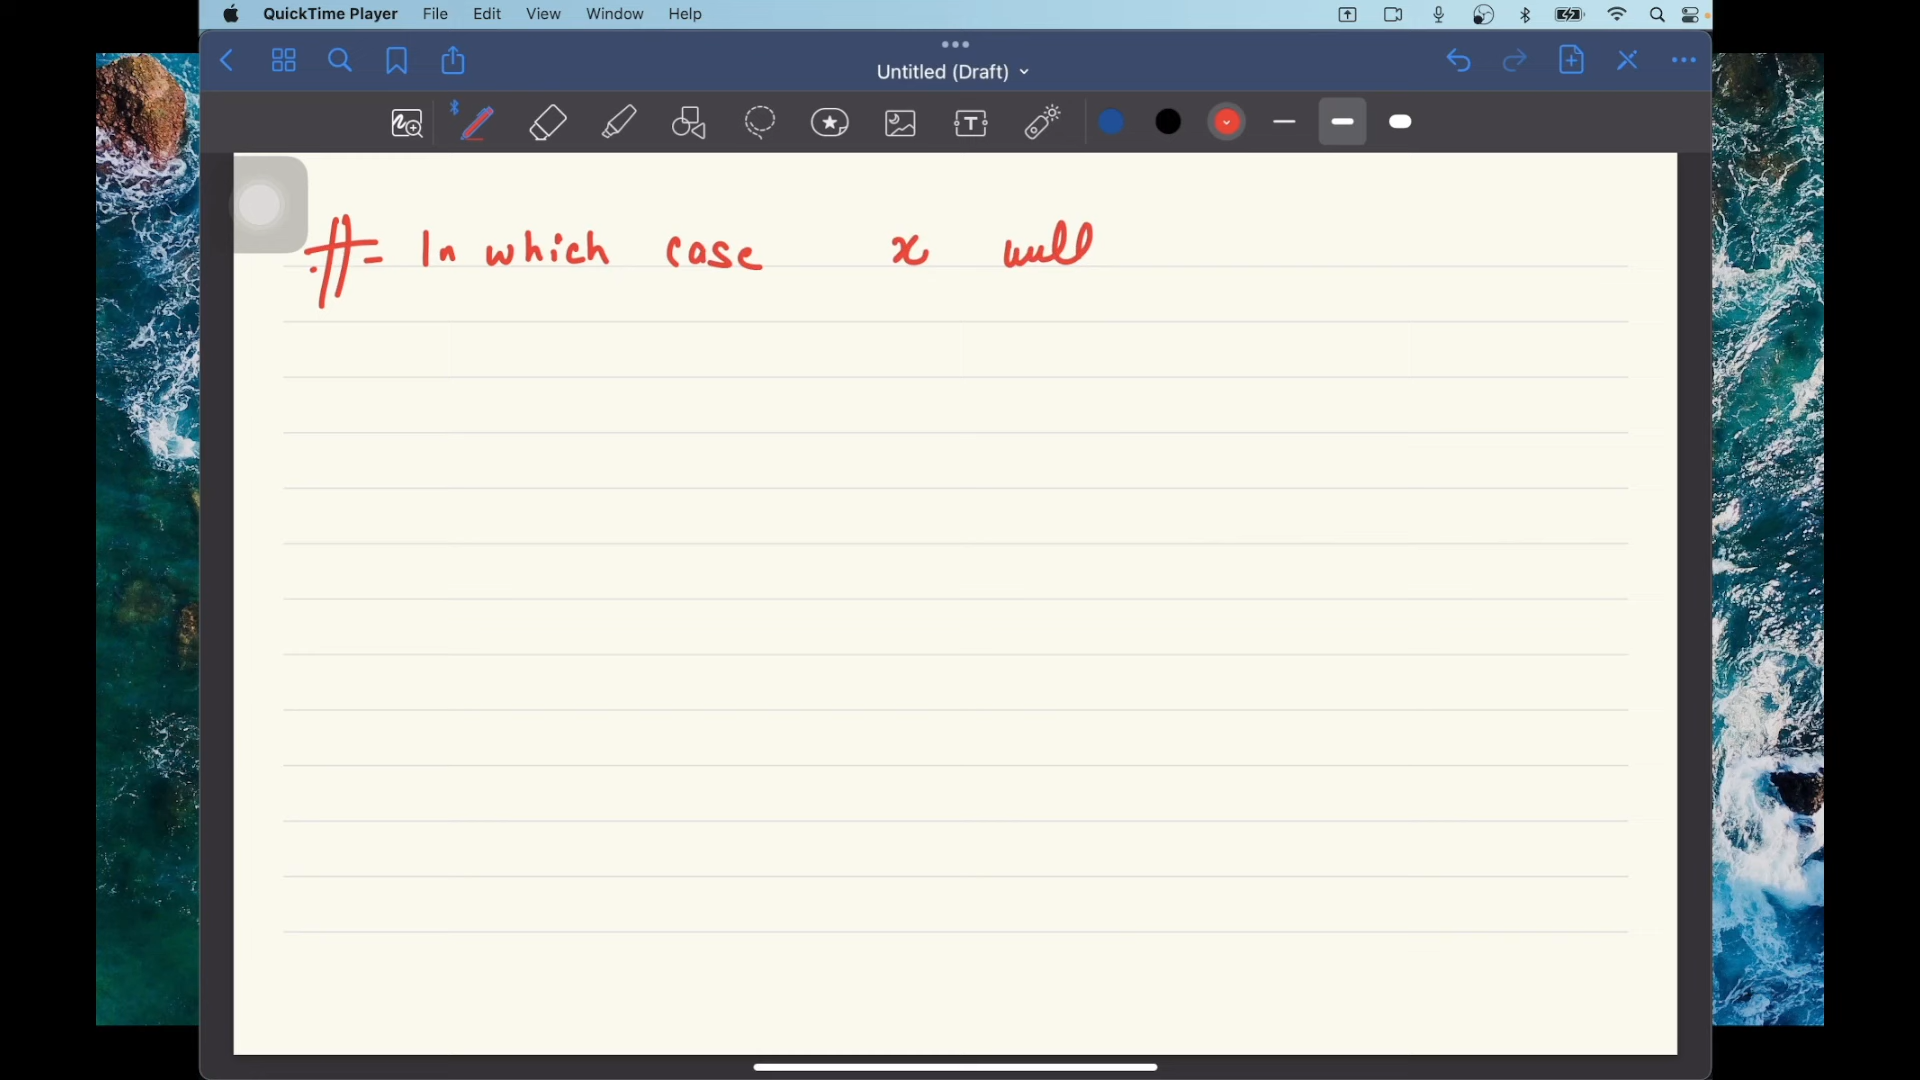 QuickTime Player File Edit View Window Help
Untitled (Draft)
# In which case x will